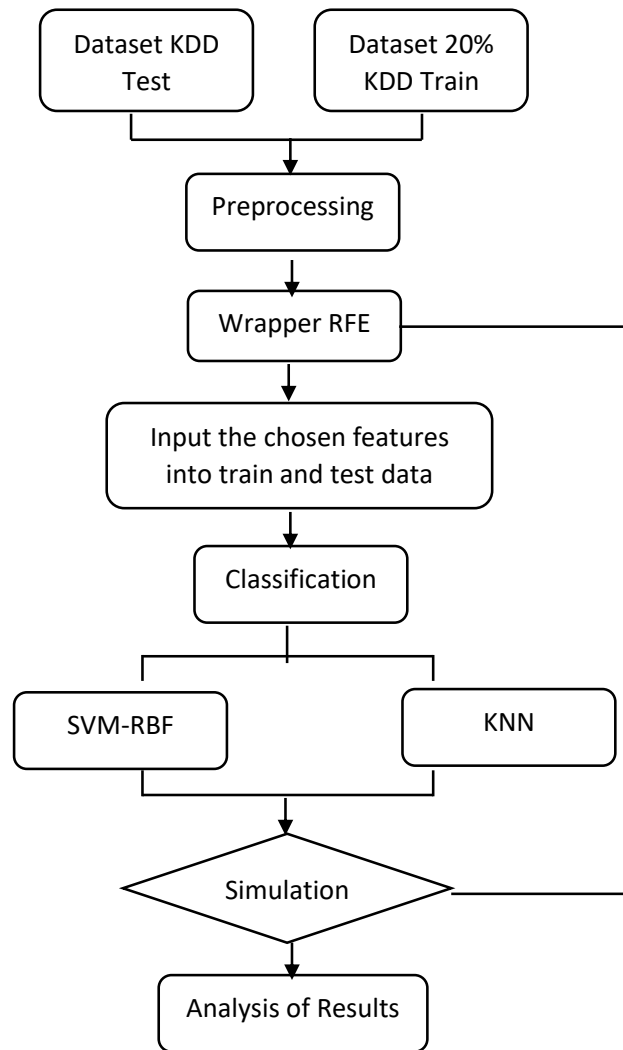 Dataset KDD
Test
Dataset 20%
KDD Train
Preprocessing
Wrapper RFE
Input the chosen features
into train and test data
Classification
SVM-RBF
KNN
Simulation
Analysis of Results